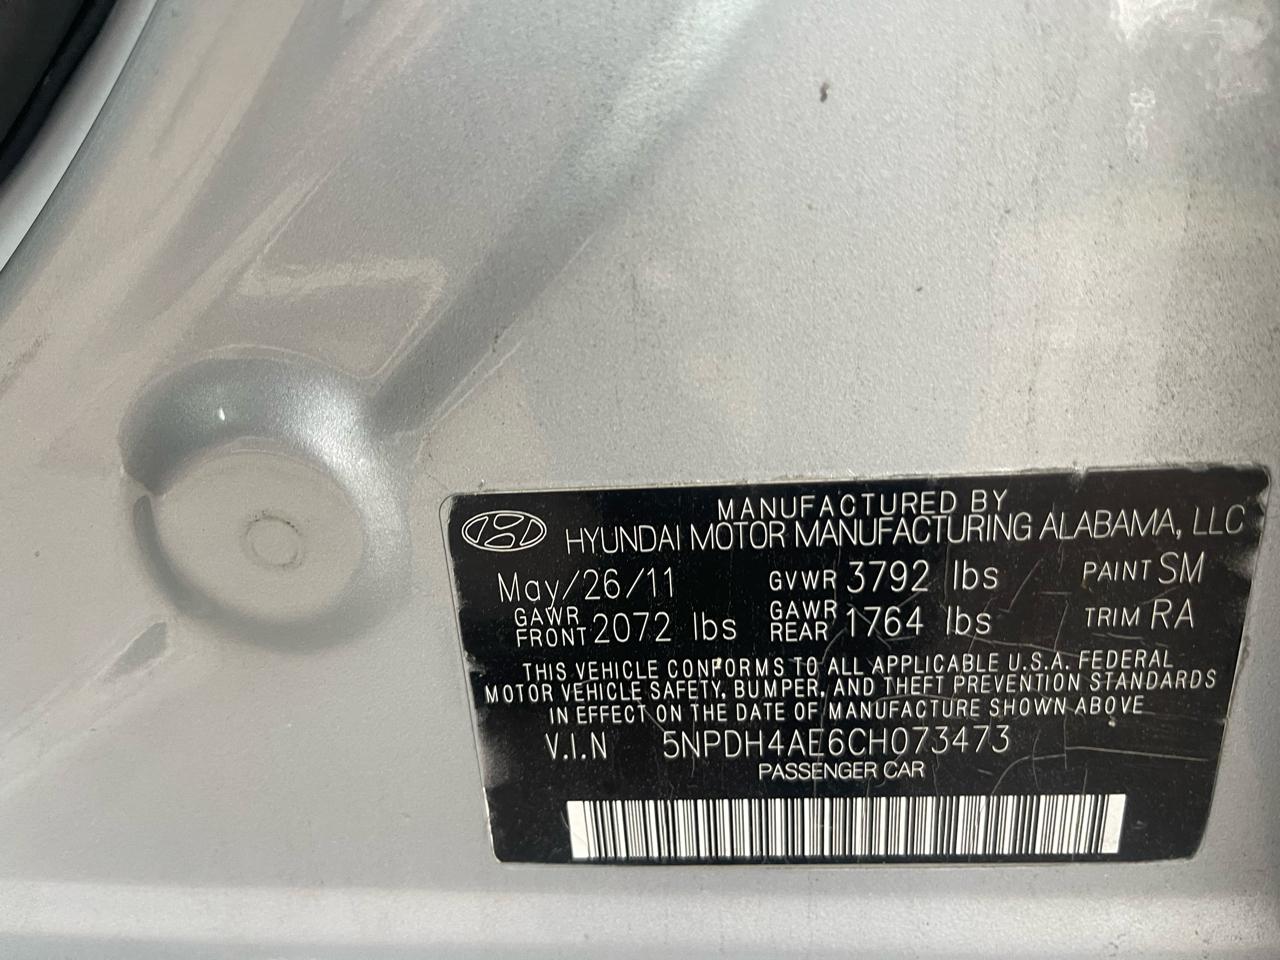 MANUFACTURED BY
HYUNDAI MOTOR MANUFACTURING ALABAMA, LLC
May/26/11 GVWR 3792 lbs PAINT SM
GAWR FRONT 2072 lbs GAWR REAR 1764 lbs TRIM RA
THIS VEHICLE CONFORMS TO ALL APPLICABLE U.S.A. FEDERAL
MOTOR VEHICLE SAFETY, BUMPER, AND THEFT PREVENTION STANDARDS
IN EFFECT ON THE DATE OF MANUFACTURE SHOWN ABOVE
V.I.N 5NPDH4AE6CH073473
PASSENGER CAR